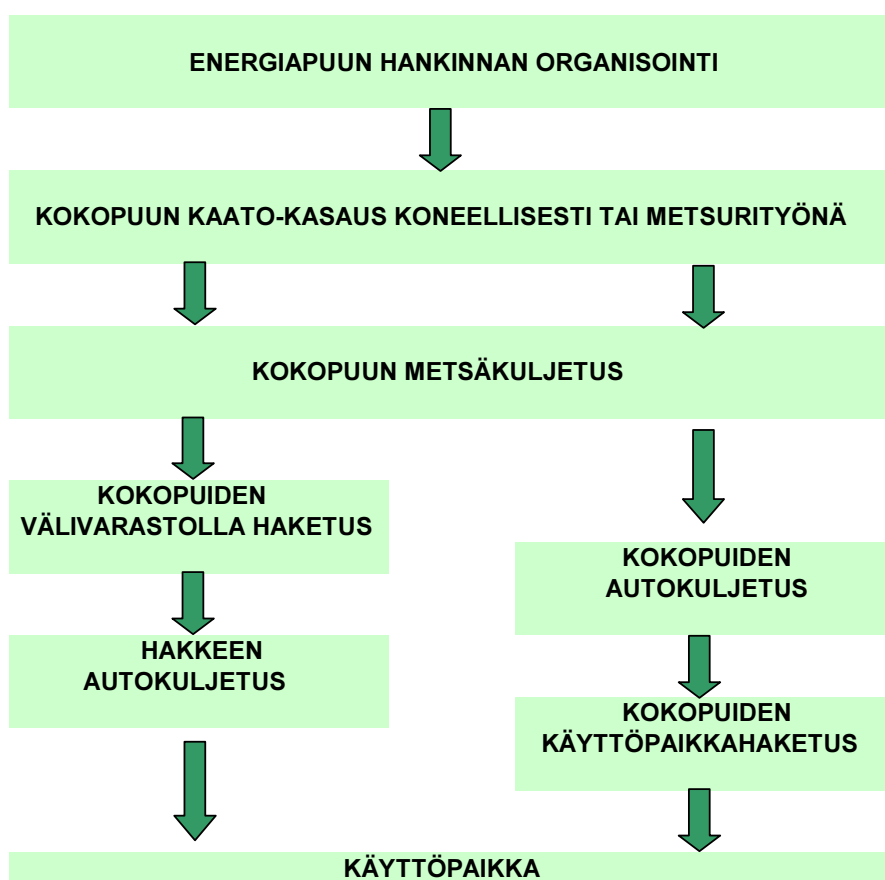 ENERGIAPUUN HANKINNAN ORGANISOINTI
KOKOPUUN KAATO-KASAUS KONEELLISESTI TAI METSURITYÖNÄ
KOKOPUUN METSÄKULJETUS
KOKOPUIDEN
VÄLIVARASTOLLA HAKETUS
HAKKEEN
AUTOKULJETUS
KOKOPUIDEN
AUTOKULJETUS
KOKOPUIDEN
KÄYTTÖPAIKKAHAKETUS
KÄYTTÖPAIKKA